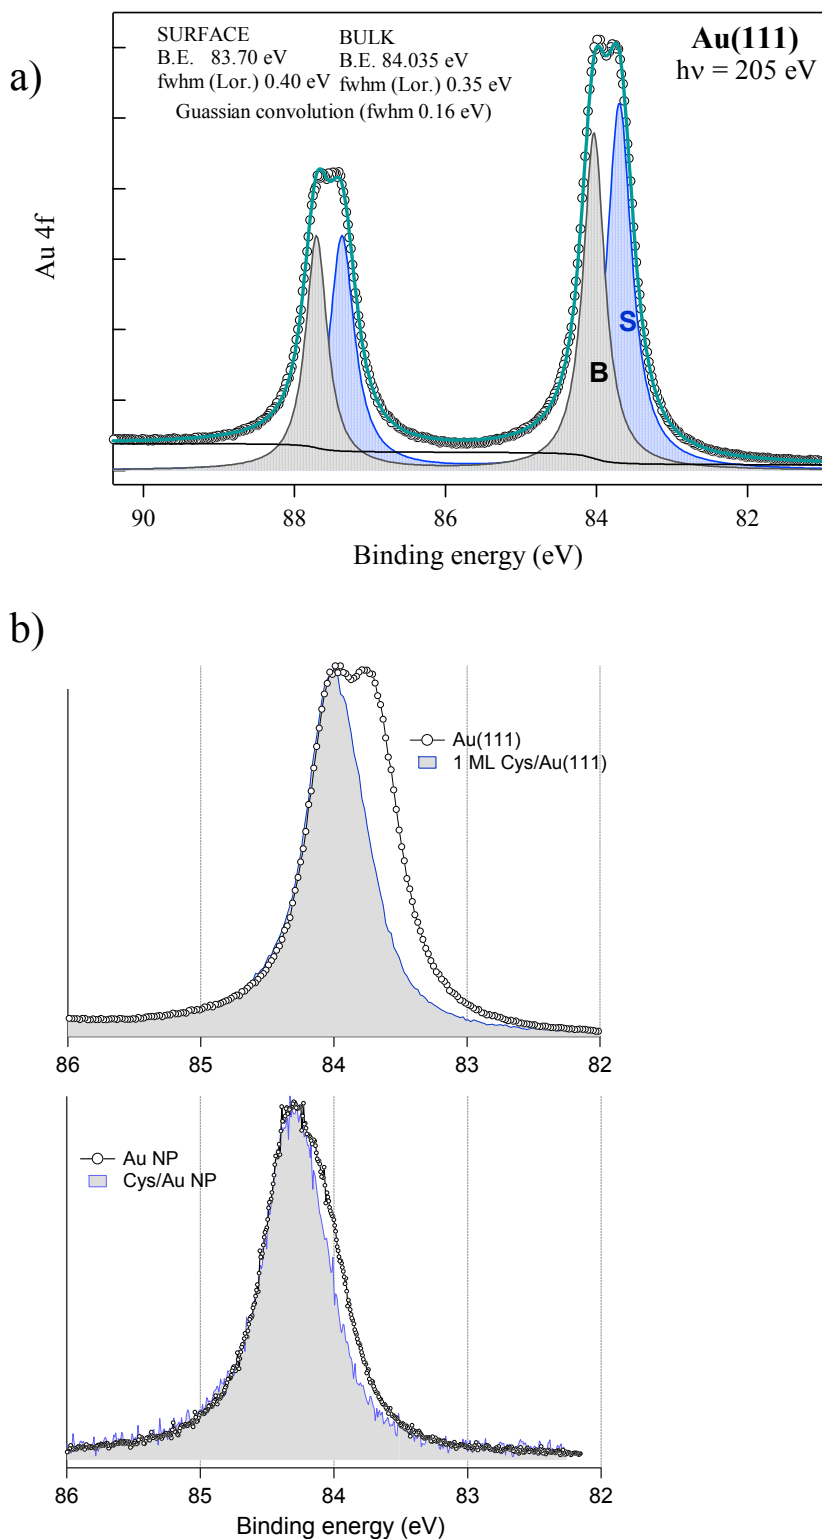 a)
SURFACE
B.E. 83.70 eV
fwhm (Lor.) 0.40 eV
BULK
B.E. 84.035 eV
fwhm (Lor.) 0.35 eV
Guassian convolution (fwhm 0.16 eV)
Au(111)
hν = 205 eV
Au 4f
S
B
90 88 86 84 82
Binding energy (eV)
b)
Au(111)
1 ML Cys/Au(111)
86 85 84 83 82
Au NP
Cys/Au NP
86 85 84 83 82
Binding energy (eV)